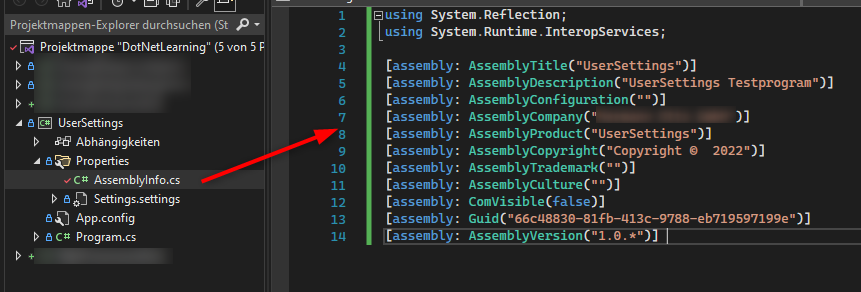 Projektmappen-Explorer durchsuchen (St
Projektmappe "DotNetLearning" (5 von 5 P
UserSettings
Abhängigkeiten
Properties
AssemblyInfo.cs
Settings.settings
App.config
Program.cs
1 using System.Reflection;
2 using System.Runtime.InteropServices;
3
4 [assembly: AssemblyTitle("UserSettings")]
5 [assembly: AssemblyDescription("UserSettings Testprogram")]
6 [assembly: AssemblyConfiguration("")]
7 [assembly: AssemblyCompany(" ")]
8 [assembly: AssemblyProduct("UserSettings")]
9 [assembly: AssemblyCopyright("Copyright ©  2022")]
10 [assembly: AssemblyTrademark("")]
11 [assembly: AssemblyCulture("")]
12 [assembly: ComVisible(false)]
13 [assembly: Guid("66c48830-81fb-413c-9788-eb719597199e")]
14 [assembly: AssemblyVersion("1.0.*")]